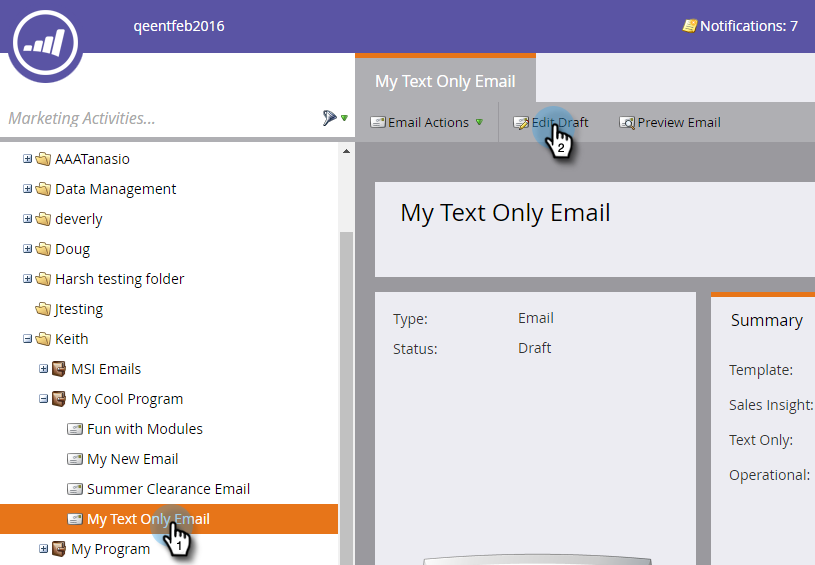 qeentfeb2016
Notifications: 7
Marketing Activities...
AAATanasio
Data Management
deverly
Doug
Harsh testing folder
Jtesting
Keith
MSI Emails
My Cool Program
Fun with Modules
My New Email
Summer Clearance Email
My Text Only Email
1
My Program
My Text Only Email
Email Actions
Edit Draft
2
Preview Email
My Text Only Email
Type: Email
Status: Draft
Summary
Template:
Sales Insight:
Text Only:
Operational: